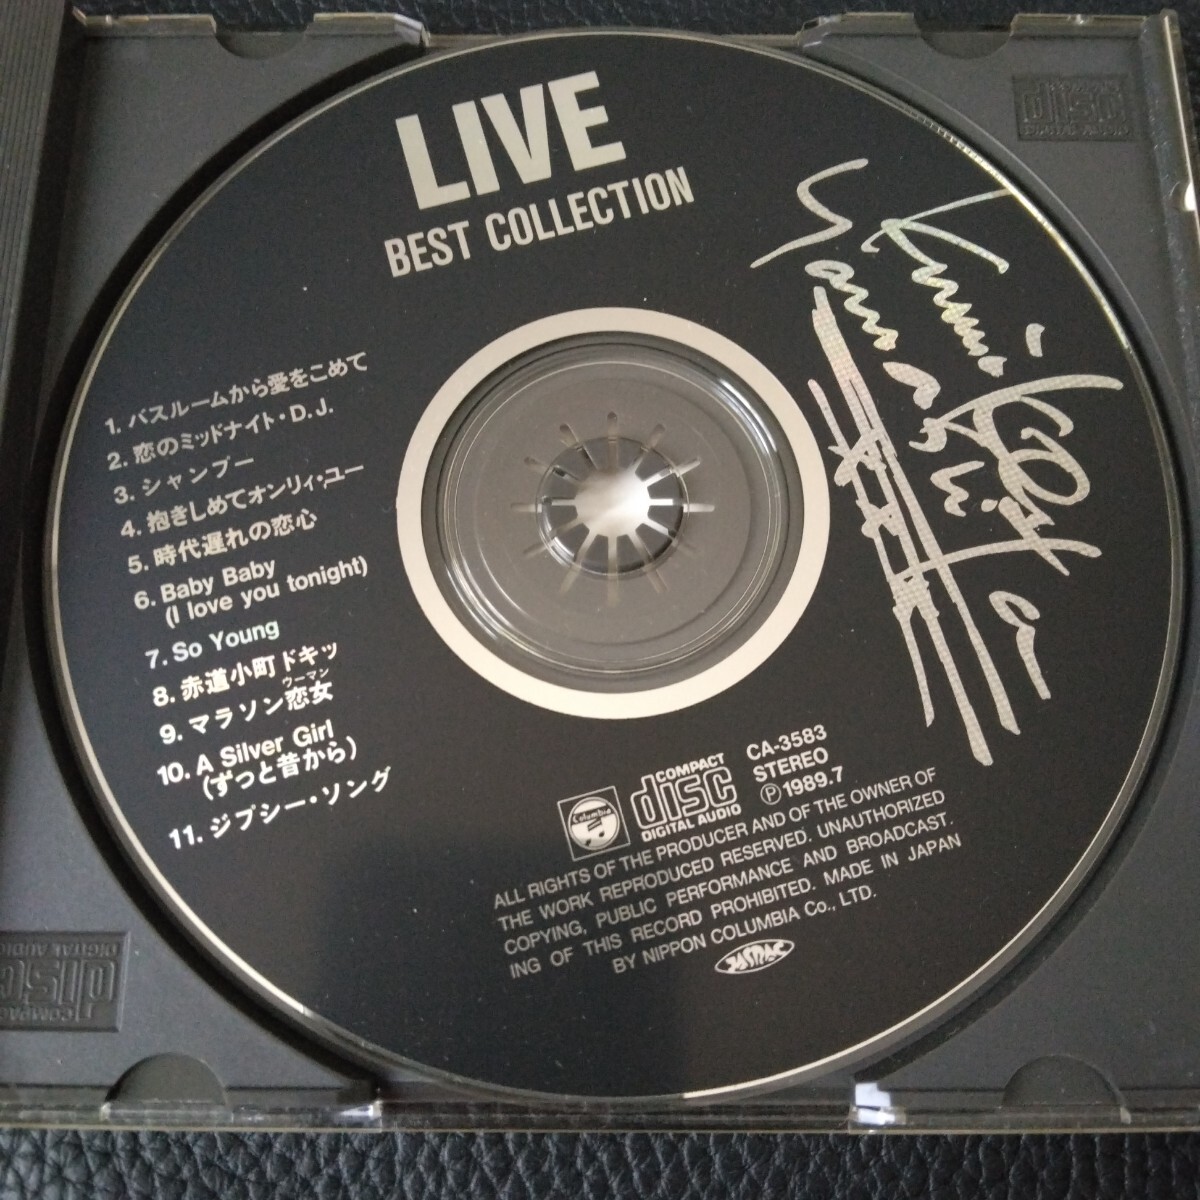 LIVE
BEST COLLECTION
1. バスルームから愛をこめて
2. 恋のミッドナイト・D.J.
3. シャンプー
4. 抱きしめてオンリィ・ユー
5. 時代遅れの恋心
6. Baby Baby
(I love you tonight)
7. So Young
8. 赤道小町ドキッ
ウーマン
9. マラソン恋女
10. A Silver Girl
(ずっと昔から)
11. ジプシー・ソング
Columbia
COMPACT
disc
DIGITAL AUDIO
CA-3583
STEREO
Ⓟ1989.7
ALL RIGHTS OF THE PRODUCER AND OF THE OWNER OF
THE WORK REPRODUCED RESERVED. UNAUTHORIZED
COPYING, PUBLIC PERFORMANCE AND BROADCAST-
ING OF THIS RECORD PROHIBITED. MADE IN JAPAN
BY NIPPON COLUMBIA Co., LTD.
JASRAC
disc
DIGITAL AUDIO
COMPACT
disc
DIGITAL AUDIO